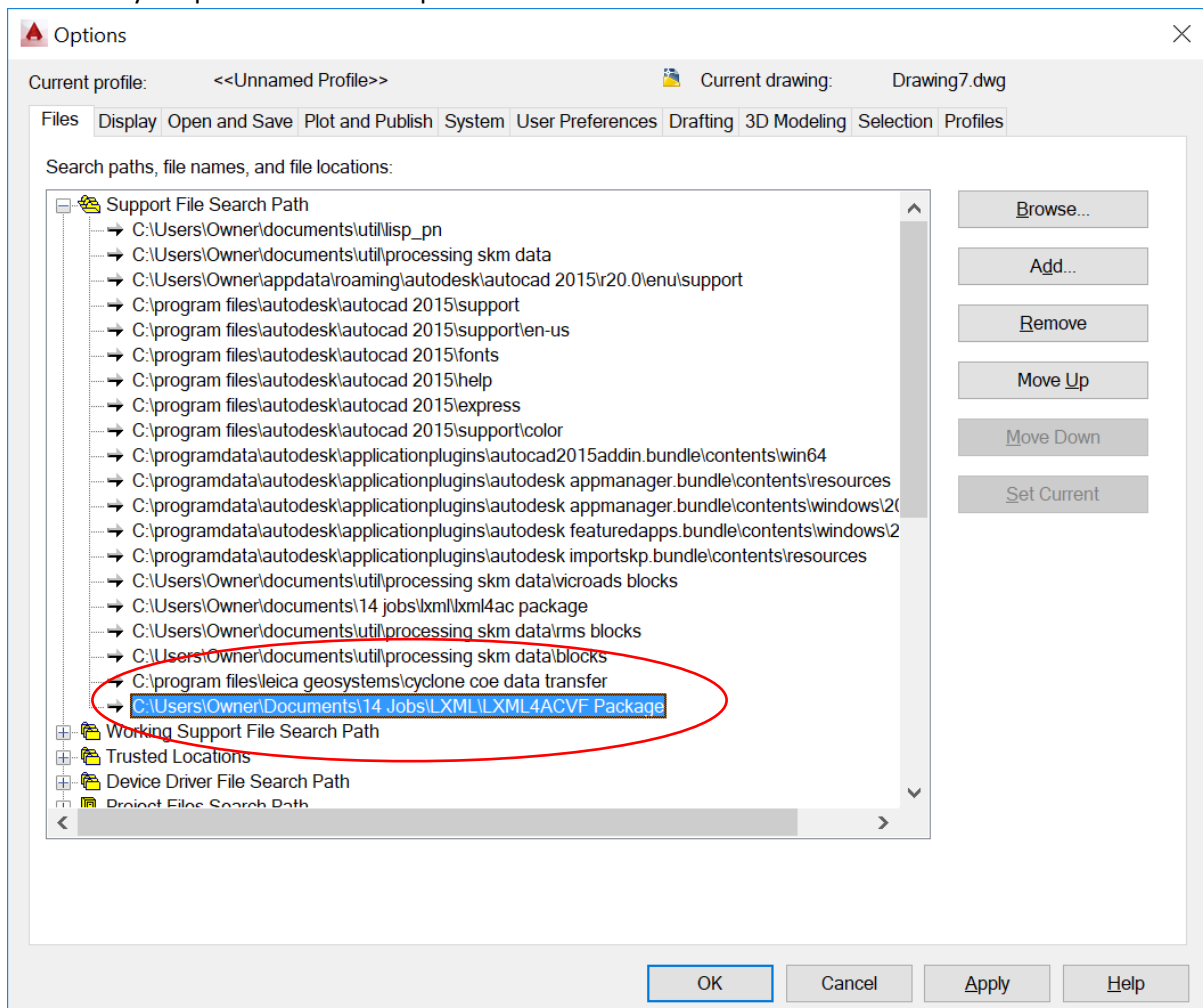 Options
Current profile: <<Unnamed Profile>> Current drawing: Drawing7.dwg
Files Display Open and Save Plot and Publish System User Preferences Drafting 3D Modeling Selection Profiles
Search paths, file names, and file locations:
Support File Search Path
C:\Users\Owner\documents\util\lisp_pn
C:\Users\Owner\documents\util\processing skm data
C:\Users\Owner\appdata\roaming\autodesk\autocad 2015\r20.0\enu\support
C:\program files\autodesk\autocad 2015\support
C:\program files\autodesk\autocad 2015\support\en-us
C:\program files\autodesk\autocad 2015\fonts
C:\program files\autodesk\autocad 2015\help
C:\program files\autodesk\autocad 2015\express
C:\program files\autodesk\autocad 2015\support\color
C:\programdata\autodesk\applicationplugins\autocad2015addin.bundle\contents\win64
C:\programdata\autodesk\applicationplugins\autodesk appmanager.bundle\contents\resources
C:\programdata\autodesk\applicationplugins\autodesk appmanager.bundle\contents\windows\20
C:\programdata\autodesk\applicationplugins\autodesk featuredapps.bundle\contents\windows\2
C:\programdata\autodesk\applicationplugins\autodesk importskp.bundle\contents\resources
C:\Users\Owner\documents\util\processing skm data\vicroads blocks
C:\Users\Owner\documents\14 jobs\lxml\lxml4ac package
C:\Users\Owner\documents\util\processing skm data\rms blocks
C:\Users\Owner\documents\util\processing skm data\blocks
C:\program files\leica geosystems\cyclone coe data transfer
C:\Users\Owner\Documents\14 Jobs\LXML\LXML4ACVF Package
Working Support File Search Path
Trusted Locations
Device Driver File Search Path
Project Files Search Path
Browse...
Add...
Remove
Move Up
Move Down
Set Current
OK Cancel Apply Help